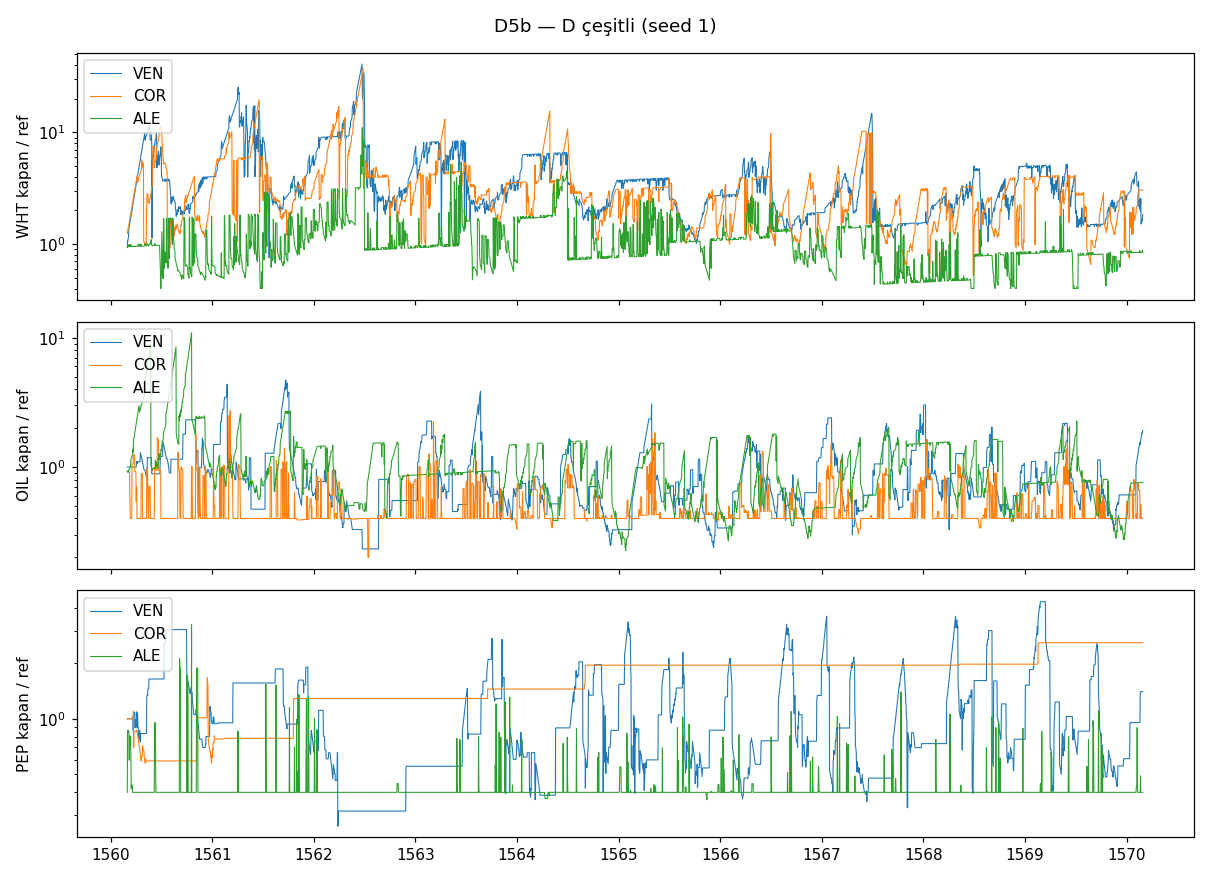 D5b — D çeşitli (seed 1)
WHT kapan / ref
10¹
10⁰
VEN
COR
ALE
OIL kapan / ref
10¹
10⁰
VEN
COR
ALE
PEP kapan / ref
10⁰
VEN
COR
ALE
1560 1561 1562 1563 1564 1565 1566 1567 1568 1569 1570